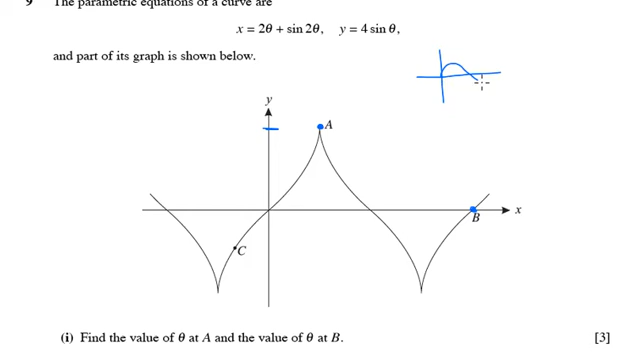 9 The parametric equations of a curve are
x = 2θ + sin 2θ, y = 4 sin θ,
and part of its graph is shown below.
y
A
x
B
C
(i) Find the value of θ at A and the value of θ at B. [3]